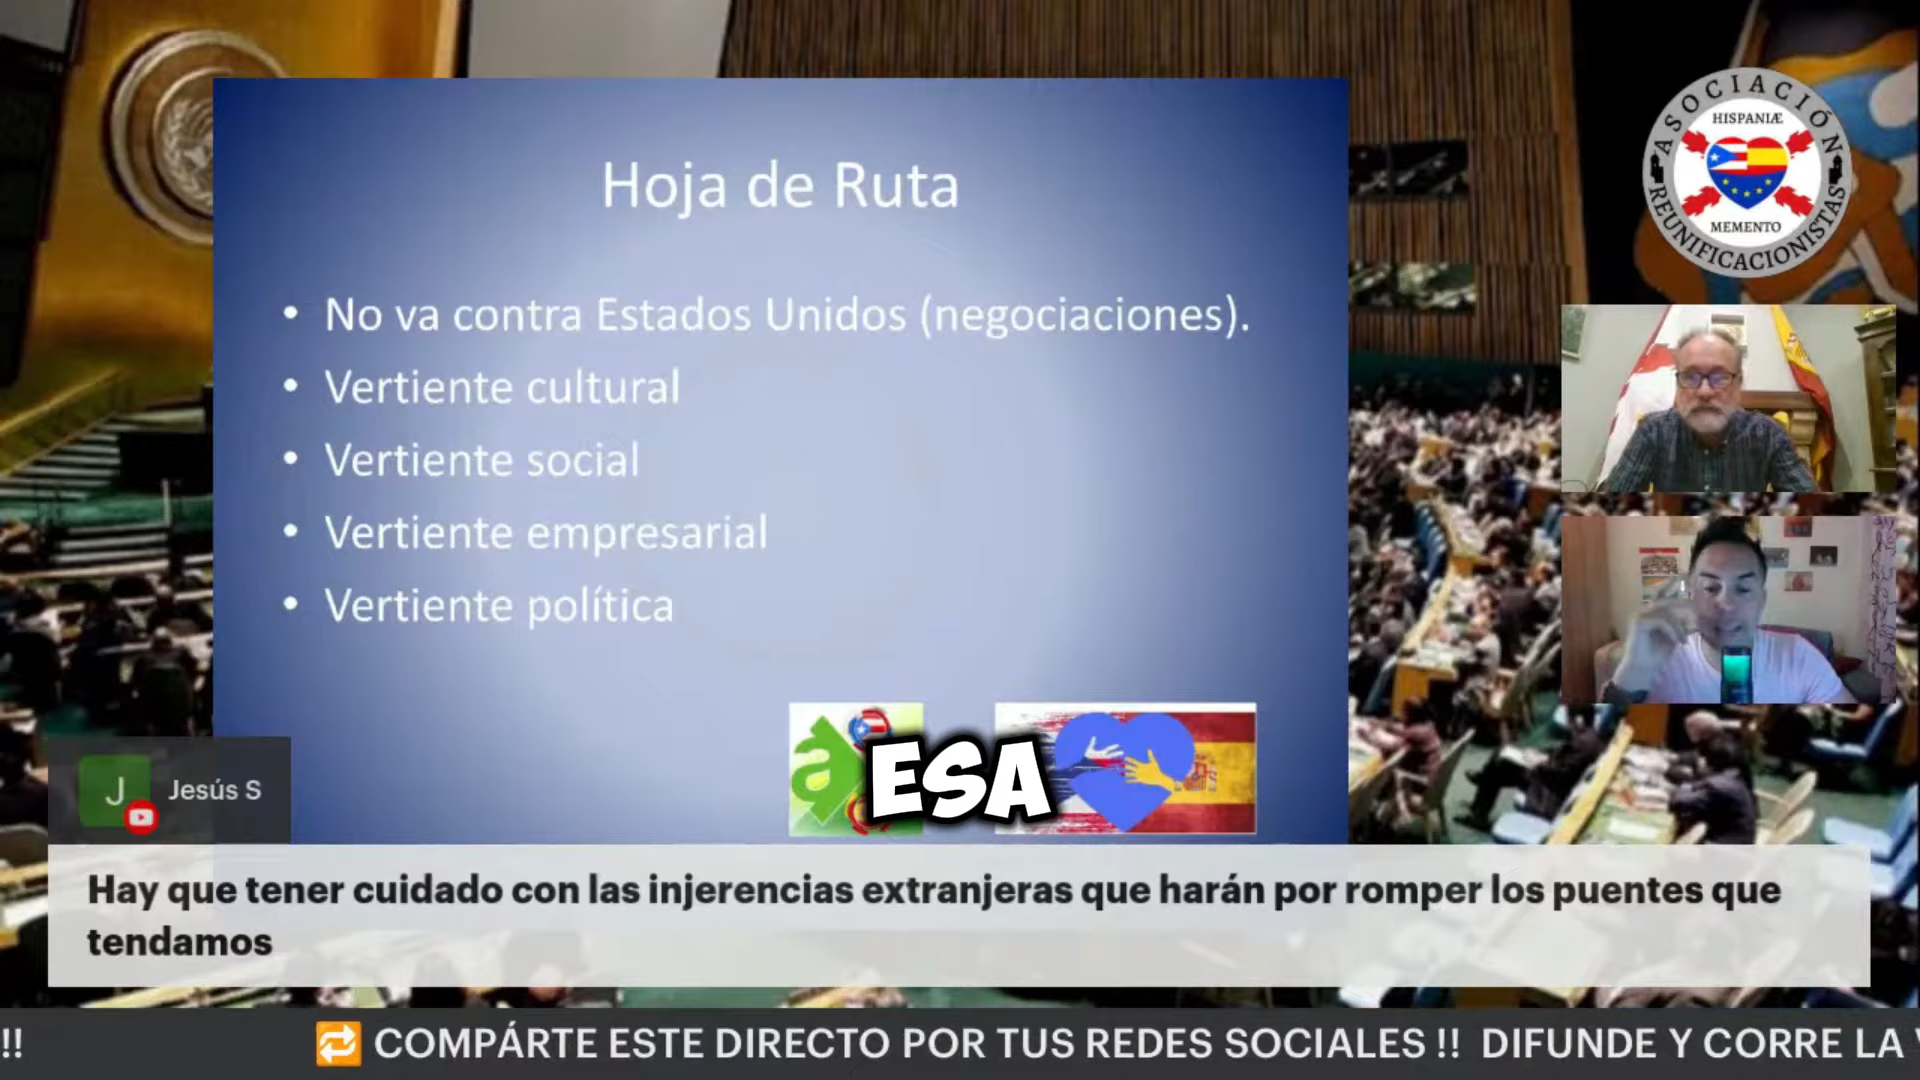 Hoja de Ruta
• No va contra Estados Unidos (negociaciones).
• Vertiente cultural
• Vertiente social
• Vertiente empresarial
• Vertiente política
ASOCIACIÓN
HISPANIÆ
MEMENTO
REUNIFICACIONISTAS
a
ESA
J
Jesús S
Hay que tener cuidado con las injerencias extranjeras que harán por romper los puentes que
tendamos
!! 🔁 COMPÁRTE ESTE DIRECTO POR TUS REDES SOCIALES !! DIFUNDE Y CORRE LA